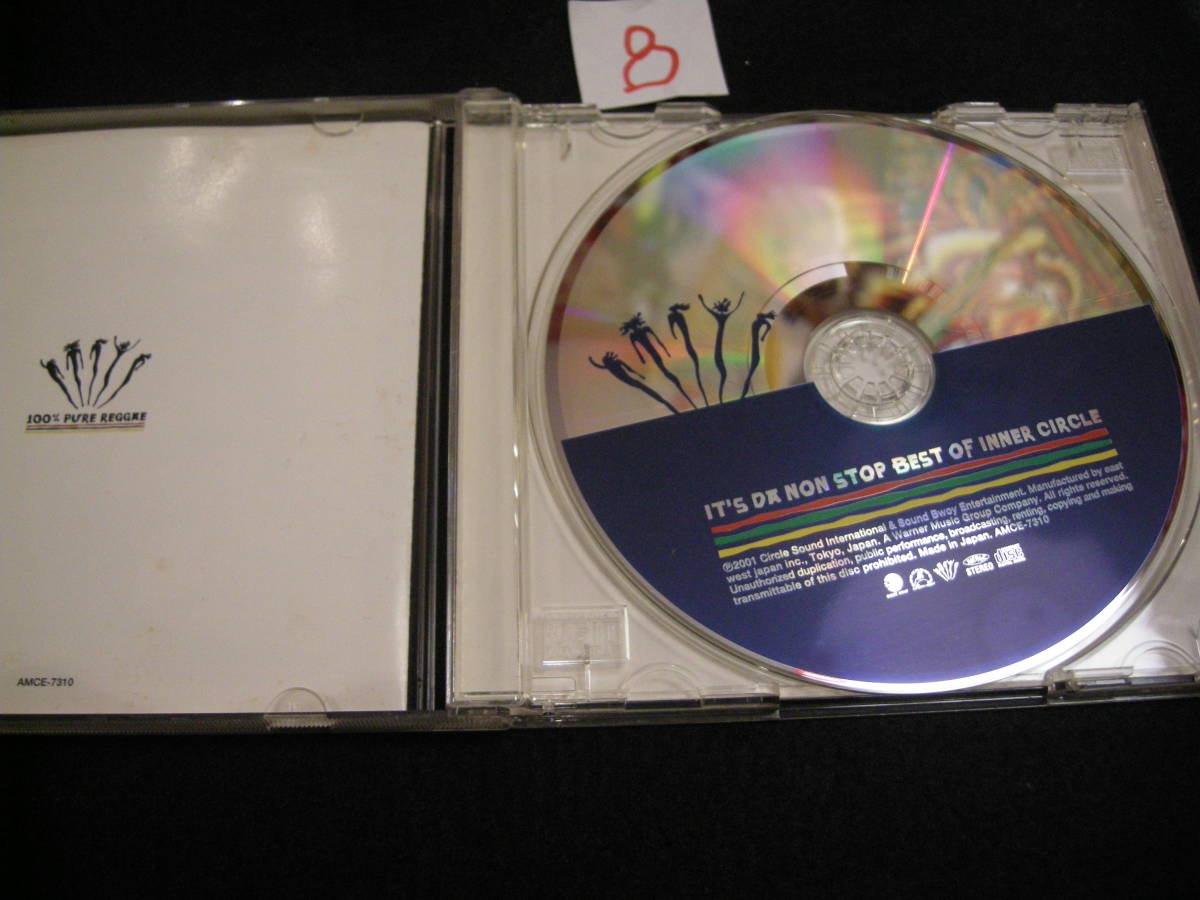 8
100% PURE REGGAE
AMCE-7310
IT'S DA NON STOP BEST OF INNER CIRCLE
℗2001 Circle Sound International & Sound Bwoy Entertainment. Manufactured by east
west japan inc., Tokyo, Japan. A Warner Music Group Company. All rights reserved.
Unauthorized duplication, public performance, broadcasting, renting, copying and making
transmittable of this disc prohibited. Made in Japan. AMCE-7310
STEREO